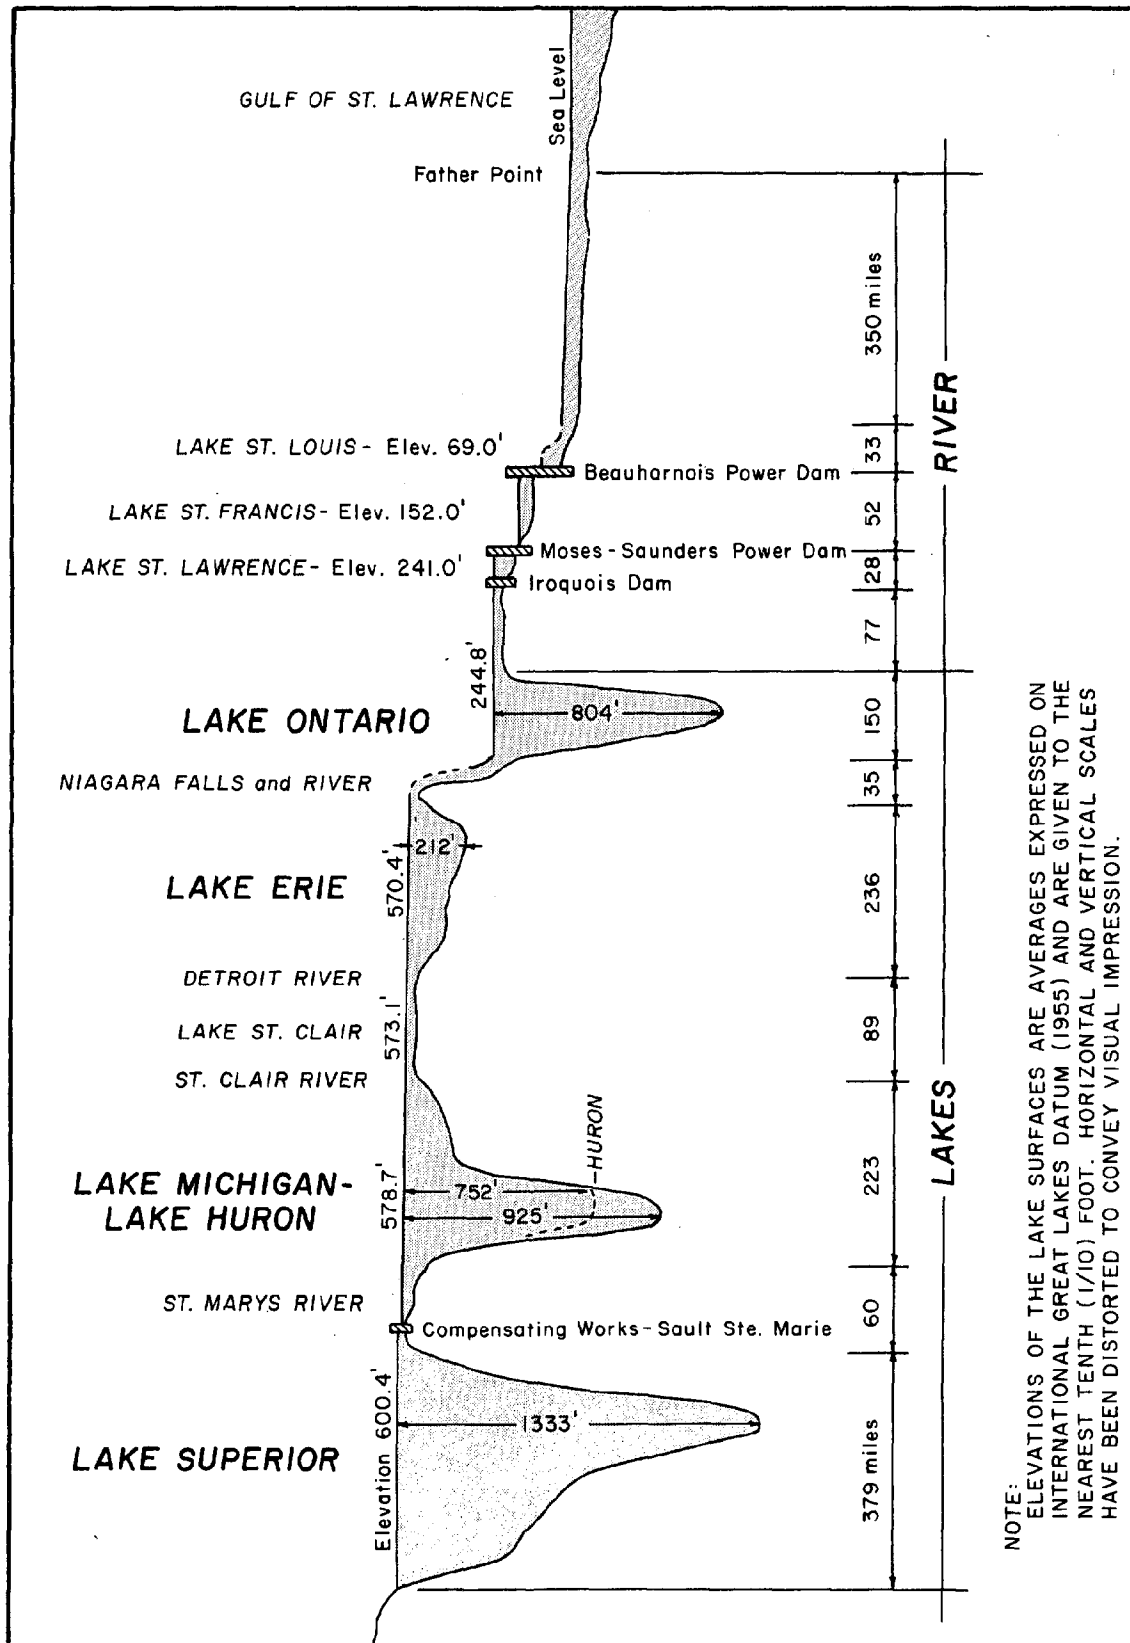 GULF OF ST. LAWRENCE
Sea Level
Father Point
350 miles
RIVER
LAKE ST. LOUIS- Elev. 69.0'
33
Beauharnois Power Dam
LAKE ST. FRANCIS- Elev. 152.0'
52
Moses-Saunders Power Dam
LAKE ST. LAWRENCE- Elev. 241.0'
28
Iroquois Dam
77
244.8'
LAKE ONTARIO
804'
150
NIAGARA FALLS and RIVER
35
212'
570.4'
LAKE ERIE
236
DETROIT RIVER
573.1'
LAKE ST. CLAIR
89
ST. CLAIR RIVER
LAKES
HURON
LAKE MICHIGAN-
LAKE HURON
578.7'
752'
925'
223
ST. MARYS RIVER
60
Compensating Works-Sault Ste. Marie
Elevation 600.4'
1333'
LAKE SUPERIOR
379 miles
NOTE:
ELEVATIONS OF THE LAKE SURFACES ARE AVERAGES EXPRESSED ON
INTERNATIONAL GREAT LAKES DATUM (1955) AND ARE GIVEN TO THE
NEAREST TENTH (1/10) FOOT. HORIZONTAL AND VERTICAL SCALES
HAVE BEEN DISTORTED TO CONVEY VISUAL IMPRESSION.